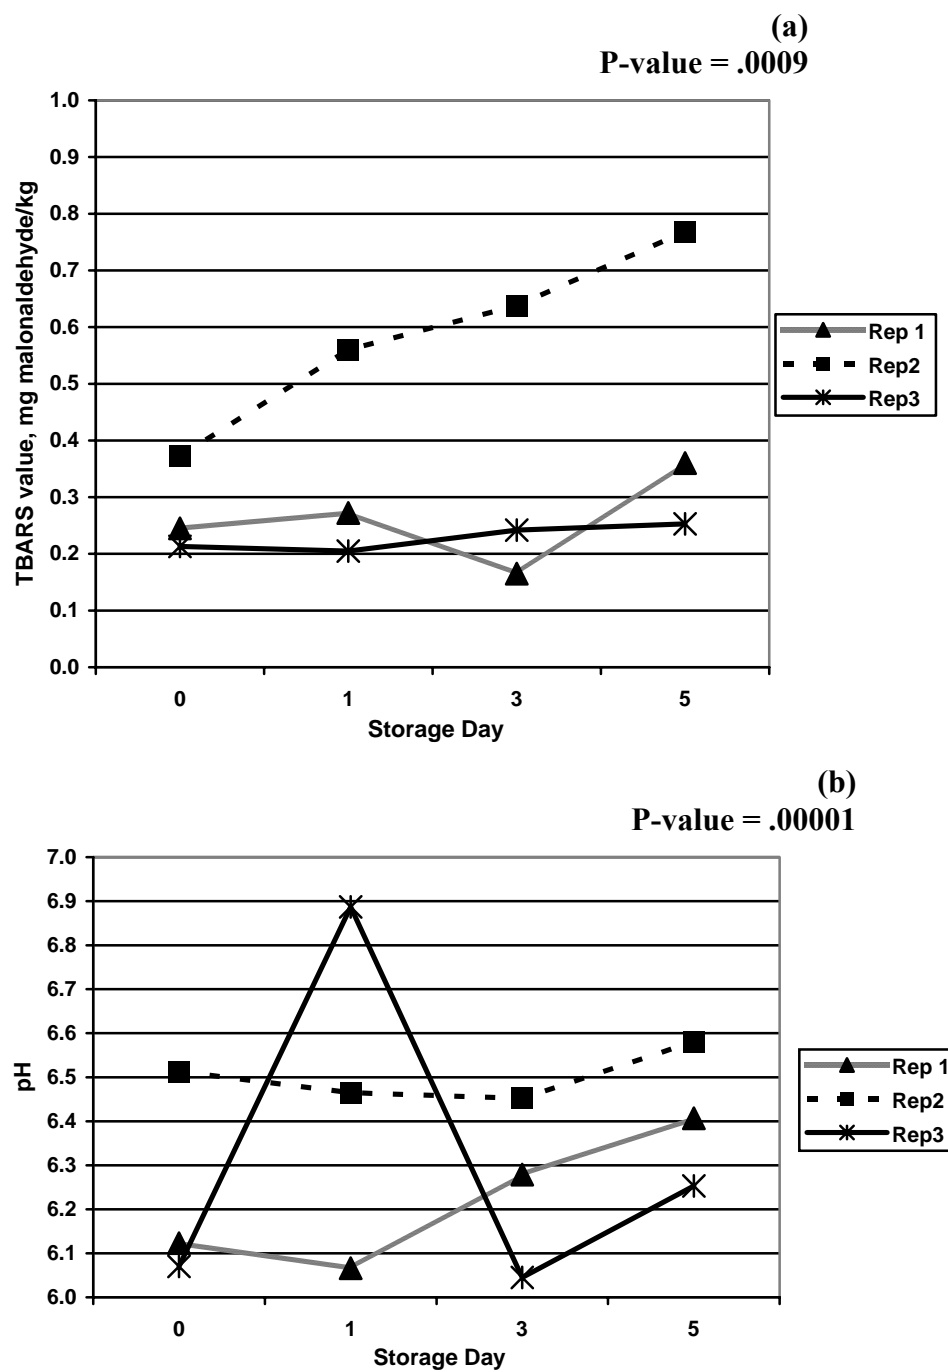 (a)
P-value = .0009
1.0
0.9
0.8
0.7
0.6
0.5
0.4
0.3
0.2
0.1
0.0
TBARS value, mg malonaldehyde/kg
0 1 3 5
Storage Day
Rep 1
Rep2
Rep3
(b)
P-value = .00001
7.0
6.9
6.8
6.7
6.6
6.5
6.4
6.3
6.2
6.1
6.0
pH
0 1 3 5
Storage Day
Rep 1
Rep2
Rep3